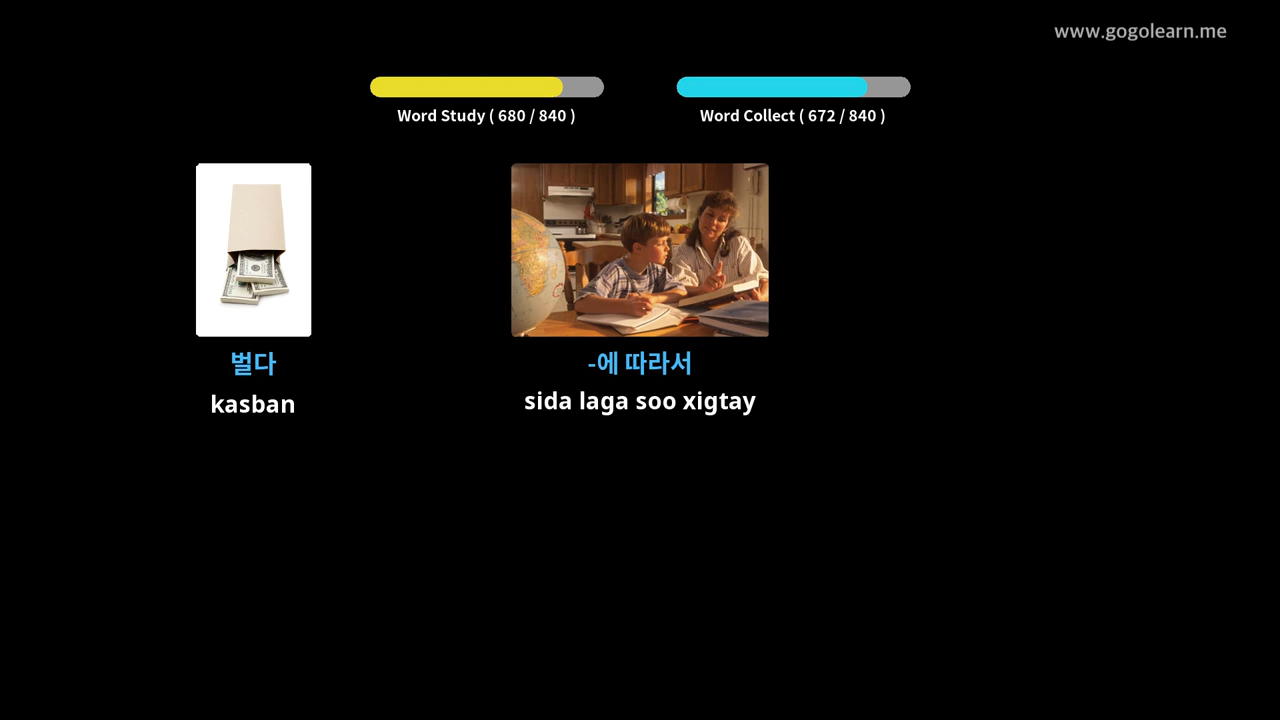 www.gogolearn.me
Word Study ( 680 / 840 )
Word Collect ( 672 / 840 )
벌다
kasban
-에 따라서
sida laga soo xigtay